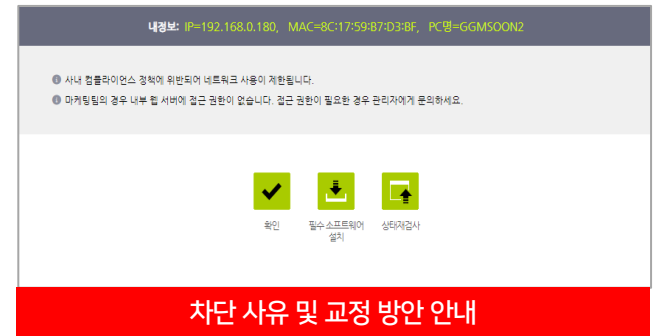 내정보: IP=192.168.0.180, MAC=8C:17:59:B7:D3:BF, PC명=GGMSOON2
사내 컴플라이언스 정책에 위반되어 네트워크 사용이 제한됩니다.
마케팅팀의 경우 내부 웹 서버에 접근 권한이 없습니다. 접근 권한이 필요한 경우 관리자에게 문의하세요.
확인
필수 소프트웨어
설치
상태재검사
차단 사유 및 교정 방안 안내